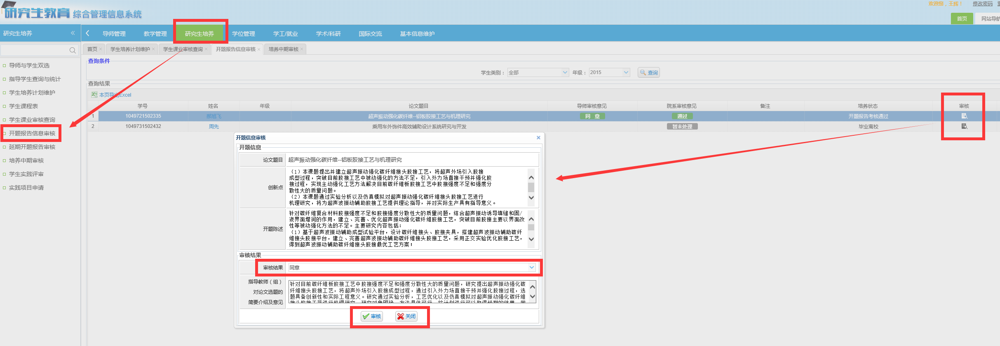 研究生教育 综合管理信息系统
欢迎您，王辉！ 修改密码
首页 网站导航
研究生培养 «
导师管理 教学管理 研究生培养 学位管理 学工/就业 学术/科研 国际交流 基本信息维护
首页 × 学生培养计划维护 × 学生课业审核查询 × 开题报告信息审核 × 培养中期审核 ×
导师与学生双选
指导学生查询与统计
学生培养计划维护
学生课程表
学生课业审核查询
开题报告信息审核
延期开题报告审核
培养中期审核
学生实践评审
实践项目申请
查询条件
学生类别： 全部 年级： 2015 查询
查询结果
本页导出Excel
学号 姓名 年级 论文题目 导师审核意见 院系审核意见 备注 培养状态 审核
1 1049721502335 郝旭飞 超声振动强化碳纤维--铝板胶接工艺与机理研究 同 意 通过 开题报告考核通过
2 1049731502432 周先 乘用车外饰件高效辅助设计系统研究与开发 暂未处理 毕业离校
开题信息审核 ×
开题信息
论文题目 超声振动强化碳纤维--铝板胶接工艺与机理研究
创新点
（1）本课题提出并建立超声振动强化碳纤维接头胶接工艺，将超声外场引入胶接
成型过程，突破目前胶接工艺中被动强化的方法不足，引入外力场直接干预并强化胶
接过程，实现主动强化工艺方法解决目前碳纤维板胶接工艺中胶接强度不足和强度分
散性大的质量问题。
（2）本课题通过实验分析以及仿真模拟对超声振动强化碳纤维接头胶接工艺进行
机理研究，将为超声波振动辅助胶接工艺提供理论指导，并对实际生产具有指导意义。
开题陈述
针对碳纤维复合材料胶接强度不足和胶接强度分散性大的质量问题，结合超声振动诱导填缝和固/
液界面增润的作用，建立、完善、优化超声振动强化碳纤维胶接工艺，突破目前胶接主要以界面改
性等被动强化方法的不足。主要研究内容包括：
（1）基于超声波振动辅助成型试验平台，设计碳纤维接头、胶接夹具，搭建超声波振动辅助碳纤
维接头胶接平台，建立、完善超声波振动辅助碳纤维接头胶接工艺，采用正交实验优化胶接工艺，
得到超声波振动辅助碳纤维接头胶接最优工艺方案；
审核结果
审核结果 同意
指导教师（组）
对论文选题的
简要介绍及意见
针对目前碳纤维板胶接工艺中胶接强度不足和强度分散性大的质量问题，研究提出超声振动强化碳
纤维接头胶接工艺，将超声外场引入胶接成型过程，通过引入外力场直接干预并强化胶接过程，选
题具备创新性和实际工程意义。研究通过实验分析，工艺优化以及仿真模拟对超声振动强化碳纤维
接头胶接工艺进行机理研究，研究对象明确，方法具体可行，按计划进行可以取得预期的结果，同
审核 关闭